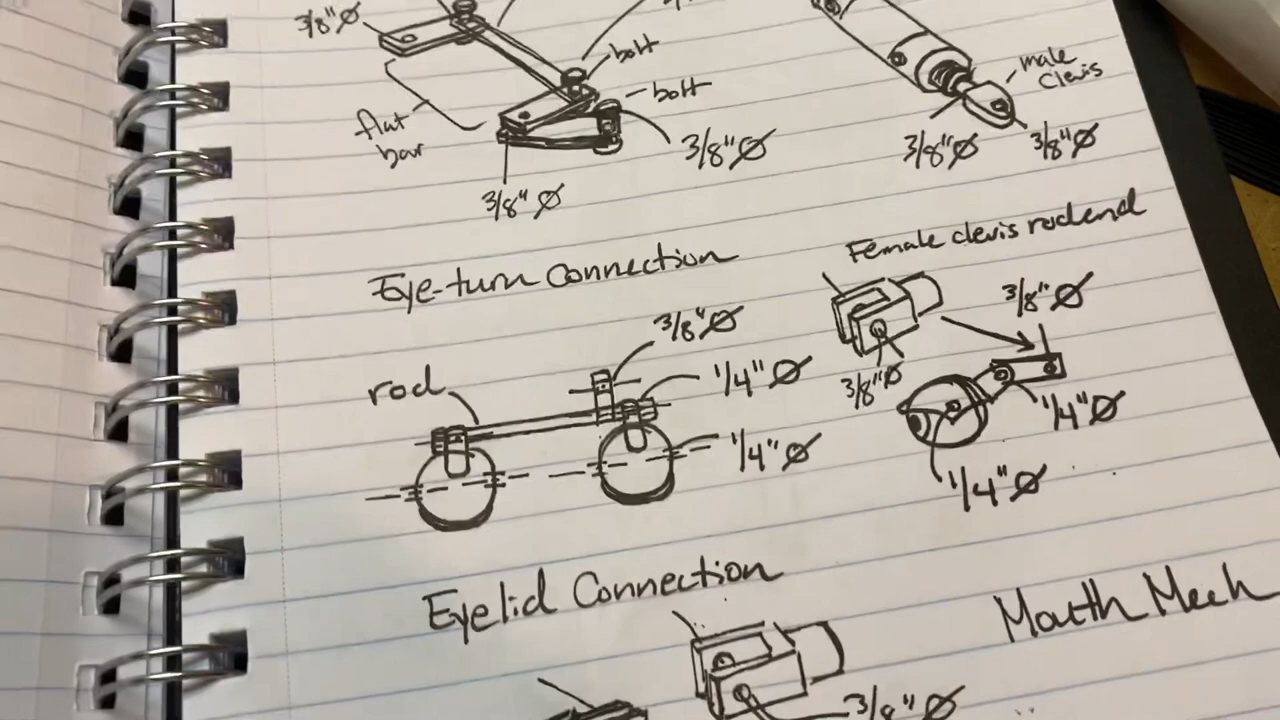 3/8"Ø
bolt
bolt
male
clevis
flat
bar
3/8"Ø
3/8"Ø
3/8"Ø
3/8"Ø
Female clevis rod end
Eye-turn Connection
3/8"Ø
3/8"Ø
rod
1/4"Ø
3/8"Ø
1/4"Ø
1/4"Ø
1/4"Ø
Eyelid Connection
Mouth Mech
3/8"Ø